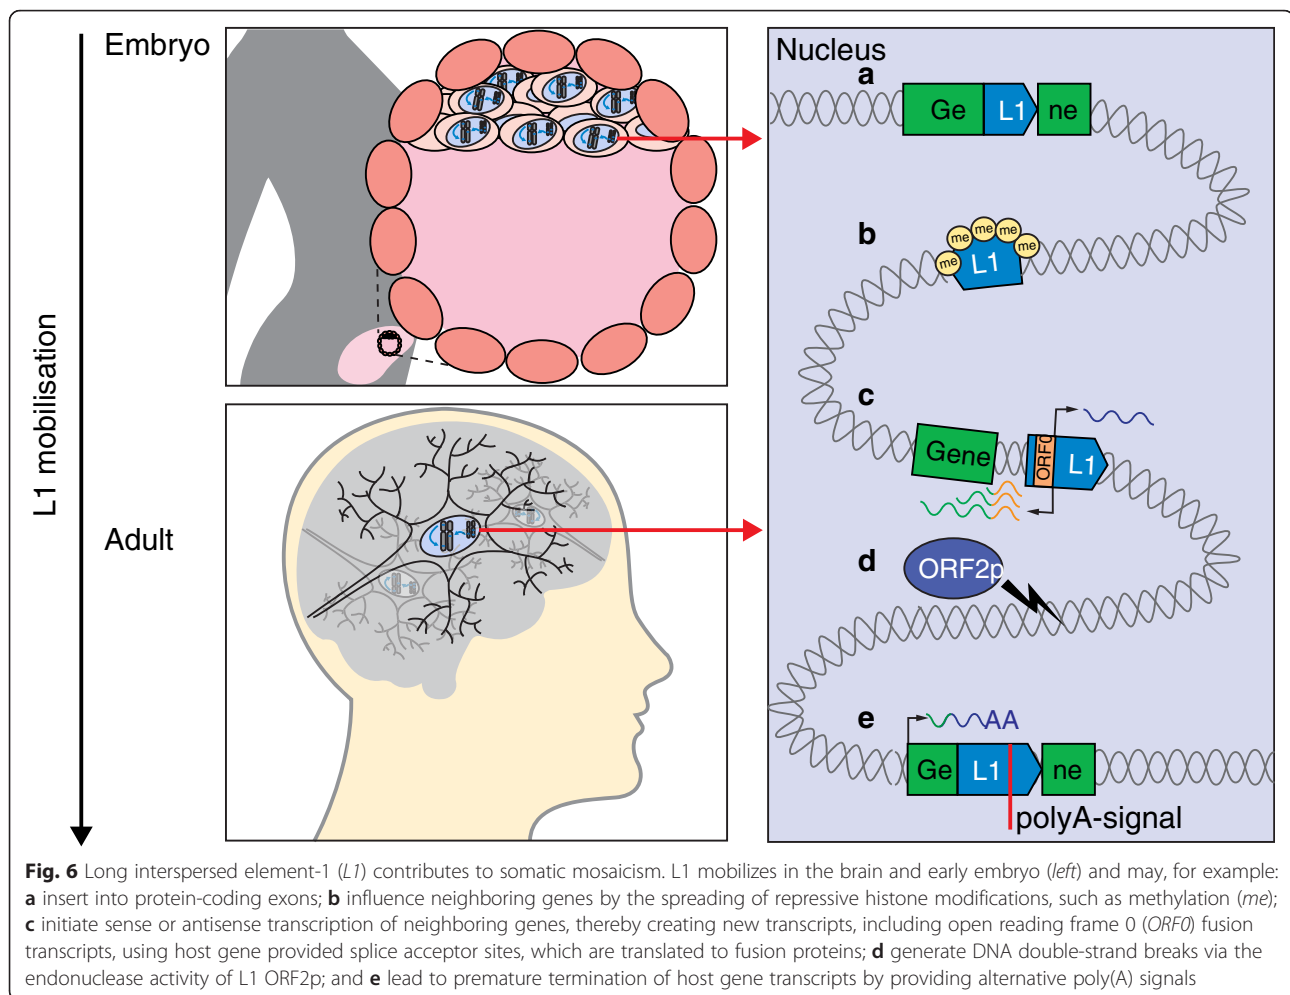 Embryo
L1 mobilisation
Adult
Nucleus
a
Ge L1 ne
b
me me me me me
L1
c
Gene ORF0 L1
d
ORF2p
e
AA
Ge L1 ne
polyA-signal
Fig. 6 Long interspersed element-1 (L1) contributes to somatic mosaicism. L1 mobilizes in the brain and early embryo (left) and may, for example:
a insert into protein-coding exons; b influence neighboring genes by the spreading of repressive histone modifications, such as methylation (me);
c initiate sense or antisense transcription of neighboring genes, thereby creating new transcripts, including open reading frame 0 (ORF0) fusion
transcripts, using host gene provided splice acceptor sites, which are translated to fusion proteins; d generate DNA double-strand breaks via the
endonuclease activity of L1 ORF2p; and e lead to premature termination of host gene transcripts by providing alternative poly(A) signals